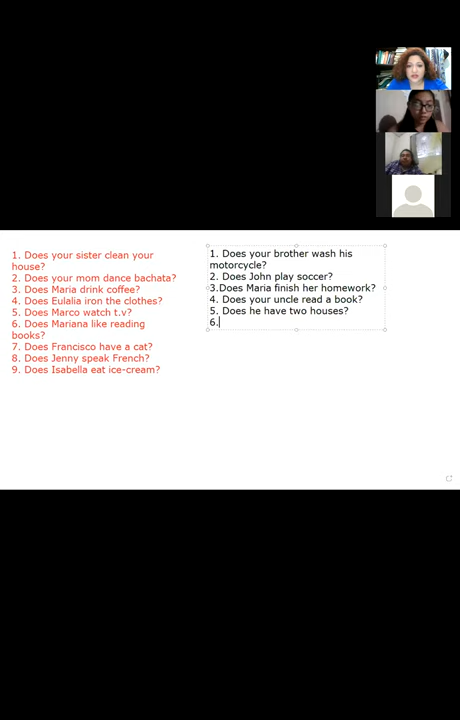 1. Does your sister clean your
house?
2. Does your mom dance bachata?
3. Does Maria drink coffee?
4. Does Eulalia iron the clothes?
5. Does Marco watch t.v?
6. Does Mariana like reading
books?
7. Does Francisco have a cat?
8. Does Jenny speak French?
9. Does Isabella eat ice-cream?
1. Does your brother wash his
motorcycle?
2. Does John play soccer?
3.Does Maria finish her homework?
4. Does your uncle read a book?
5. Does he have two houses?
6.